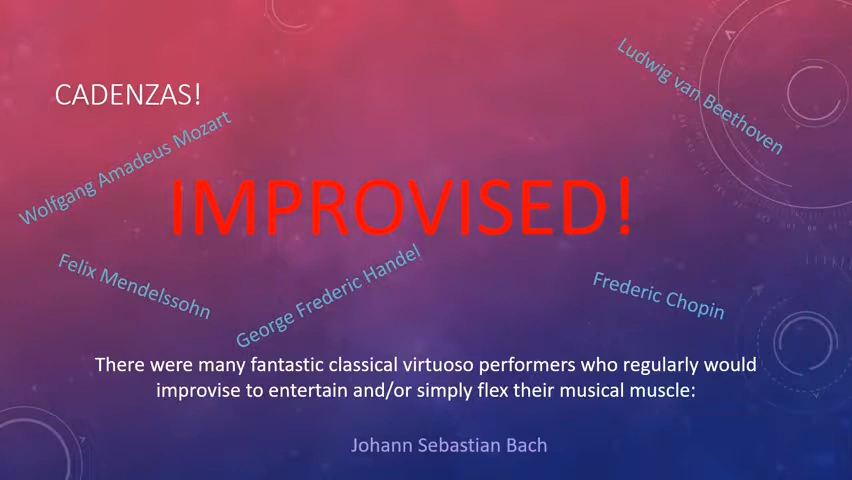 CADENZAS!
Ludwig van Beethoven
Wolfgang Amadeus Mozart
IMPROVISED!
Felix Mendelssohn
George Frederic Handel
Frederic Chopin
There were many fantastic classical virtuoso performers who regularly would
improvise to entertain and/or simply flex their musical muscle:
Johann Sebastian Bach